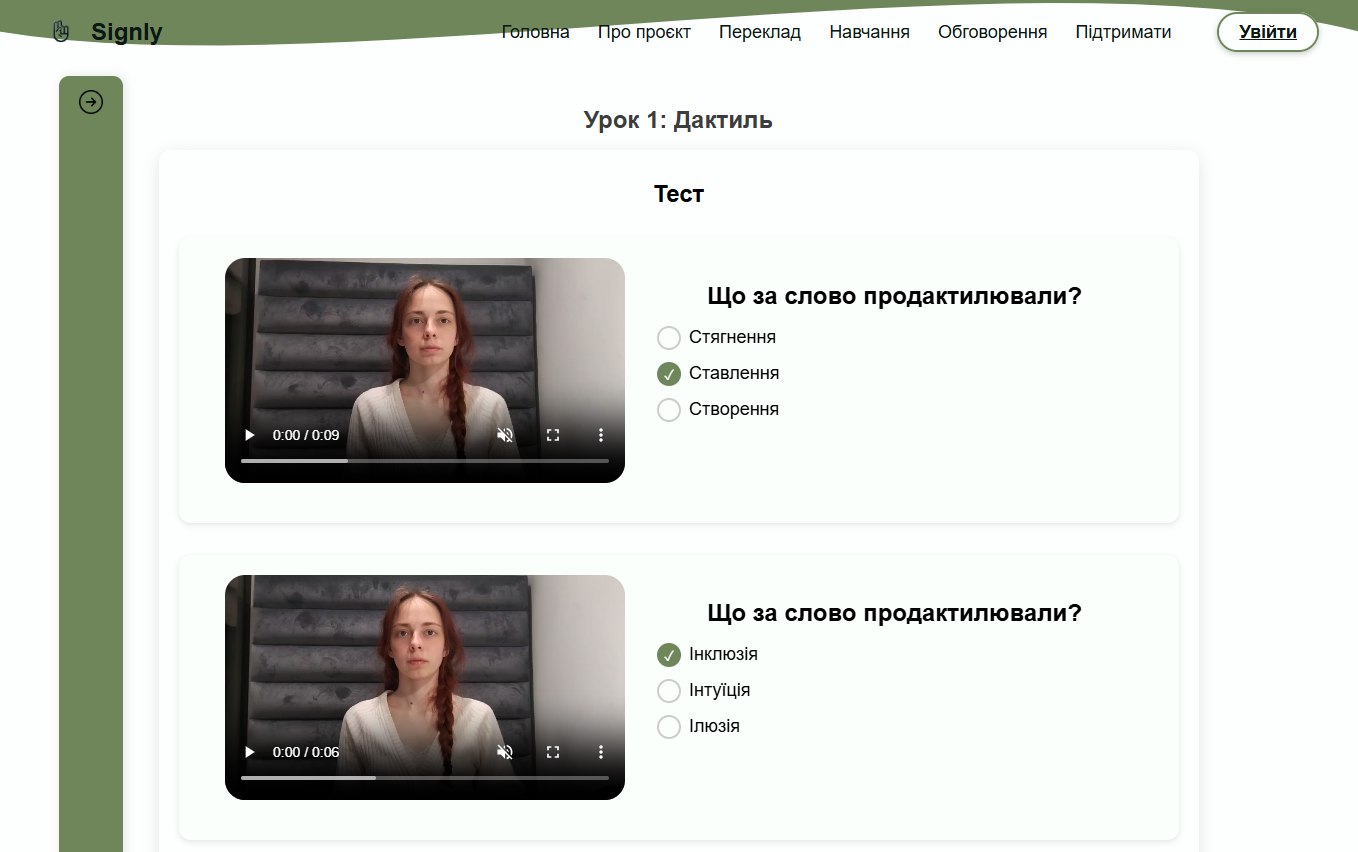 Signly
Головна Про проєкт Переклад Навчання Обговорення Підтримати Увійти
Урок 1: Дактиль
Тест
Що за слово продактилювали?
Стягнення
Ставлення
Створення
0:00 / 0:09
Що за слово продактилювали?
Інклюзія
Інтуїція
Ілюзія
0:00 / 0:06